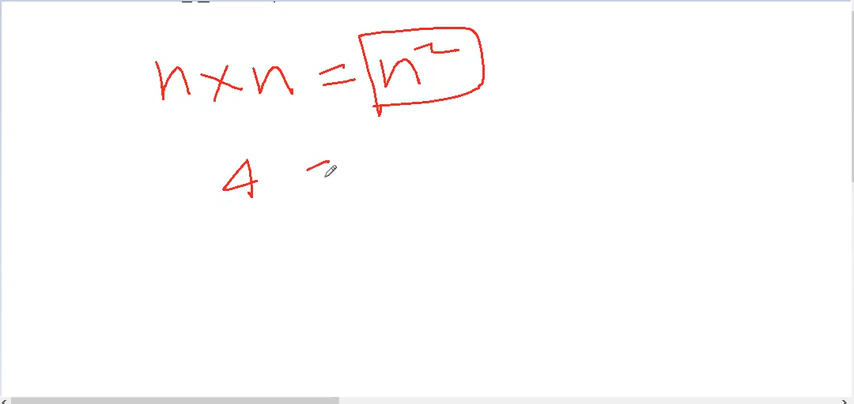 n × n = n²
4